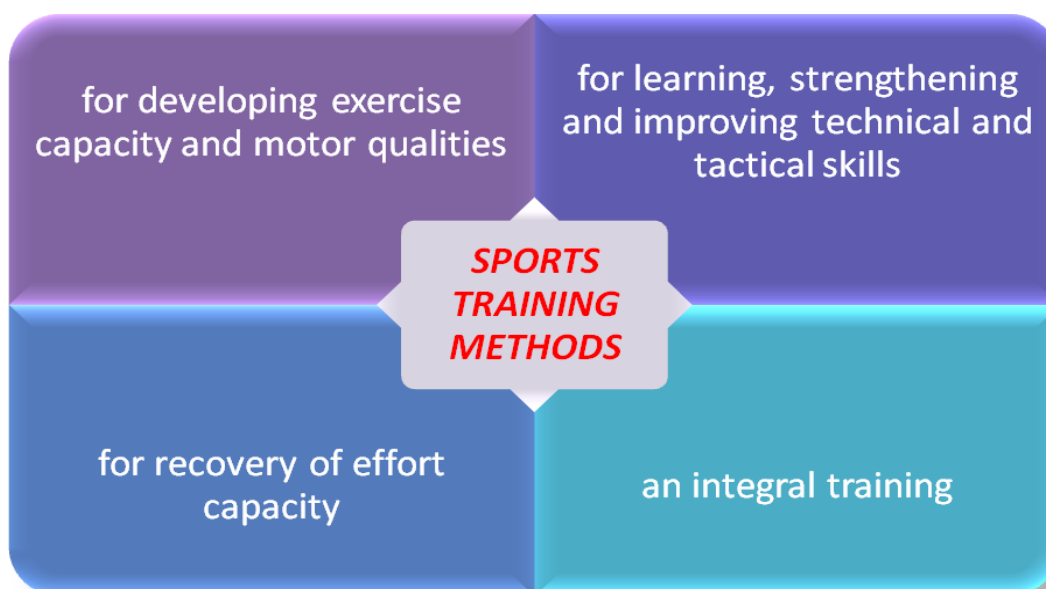 for developing exercise
capacity and motor qualities
for learning, strengthening
and improving technical and
tactical skills
SPORTS
TRAINING
METHODS
for recovery of effort
capacity
an integral training